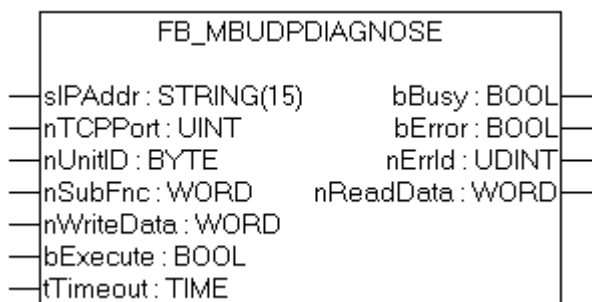 FB_MBUDPDIAGNOSE
sIPAddr : STRING(15) bBusy : BOOL
nTCPPort : UINT bError : BOOL
nUnitID : BYTE nErrId : UDINT
nSubFnc : WORD nReadData : WORD
nWriteData : WORD
bExecute : BOOL
tTimeout : TIME